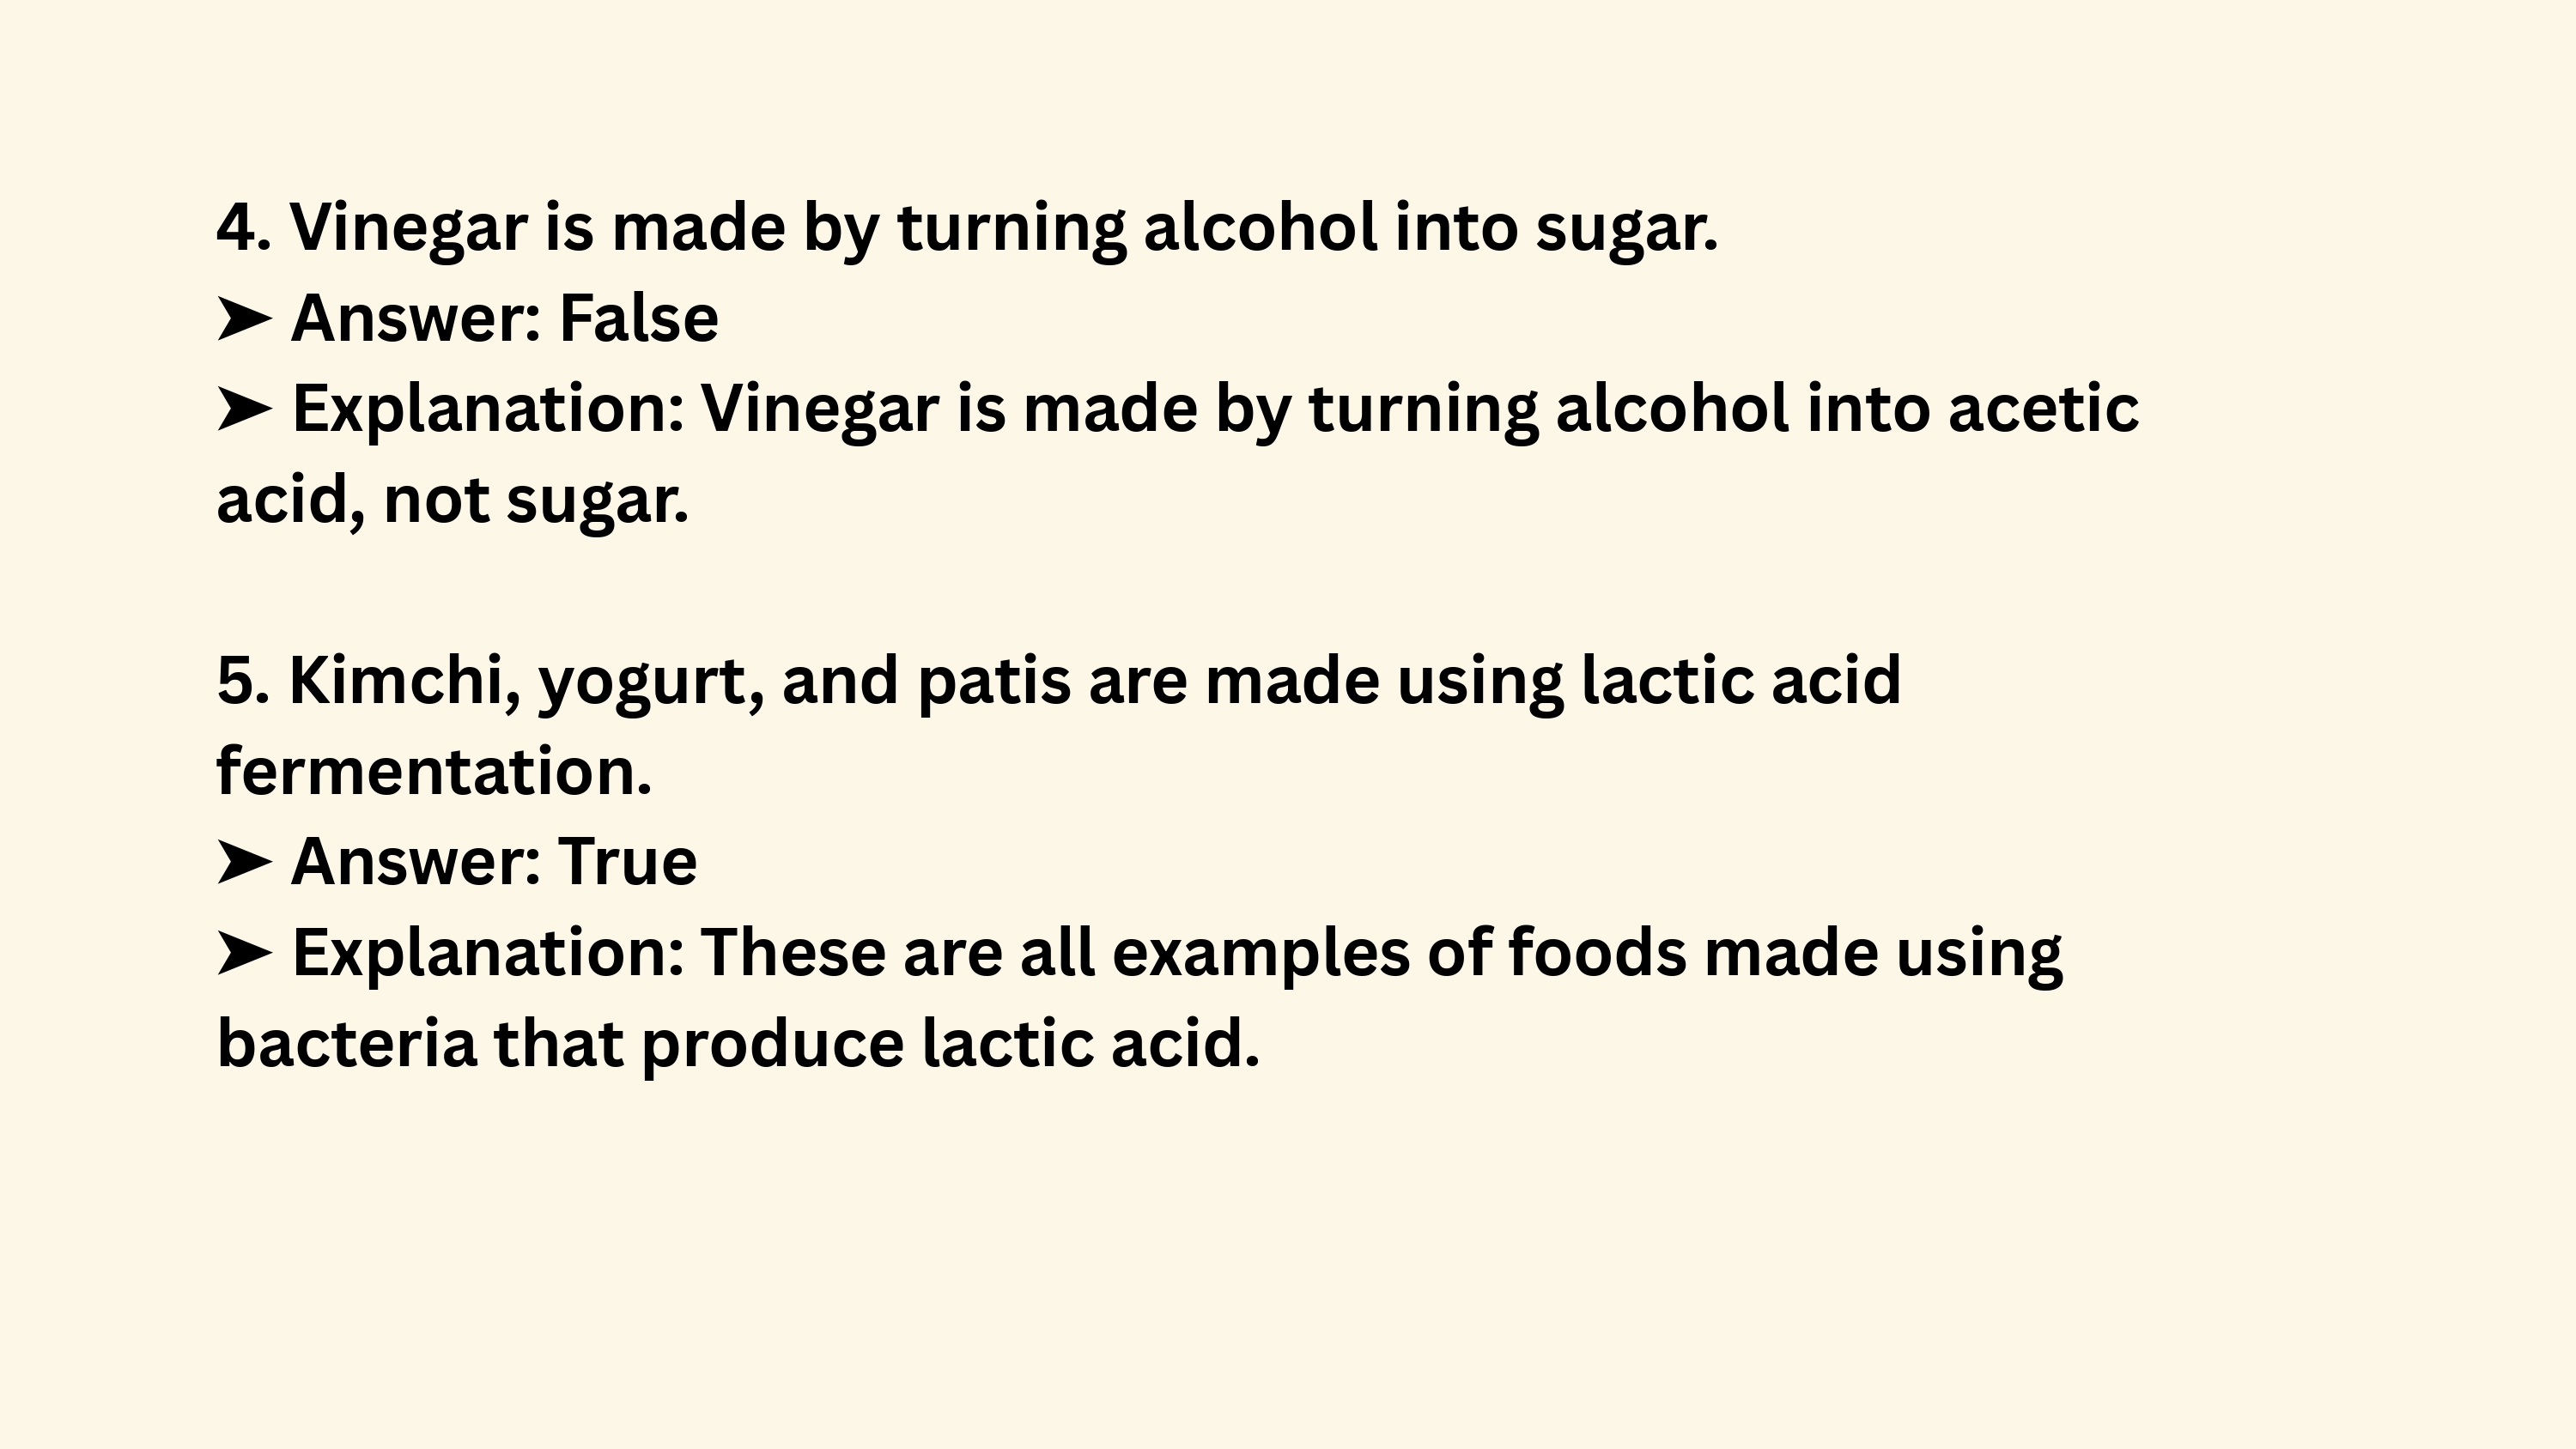 4. Vinegar is made by turning alcohol into sugar.
➤ Answer: False
➤ Explanation: Vinegar is made by turning alcohol into acetic
acid, not sugar.
5. Kimchi, yogurt, and patis are made using lactic acid
fermentation.
➤ Answer: True
➤ Explanation: These are all examples of foods made using
bacteria that produce lactic acid.